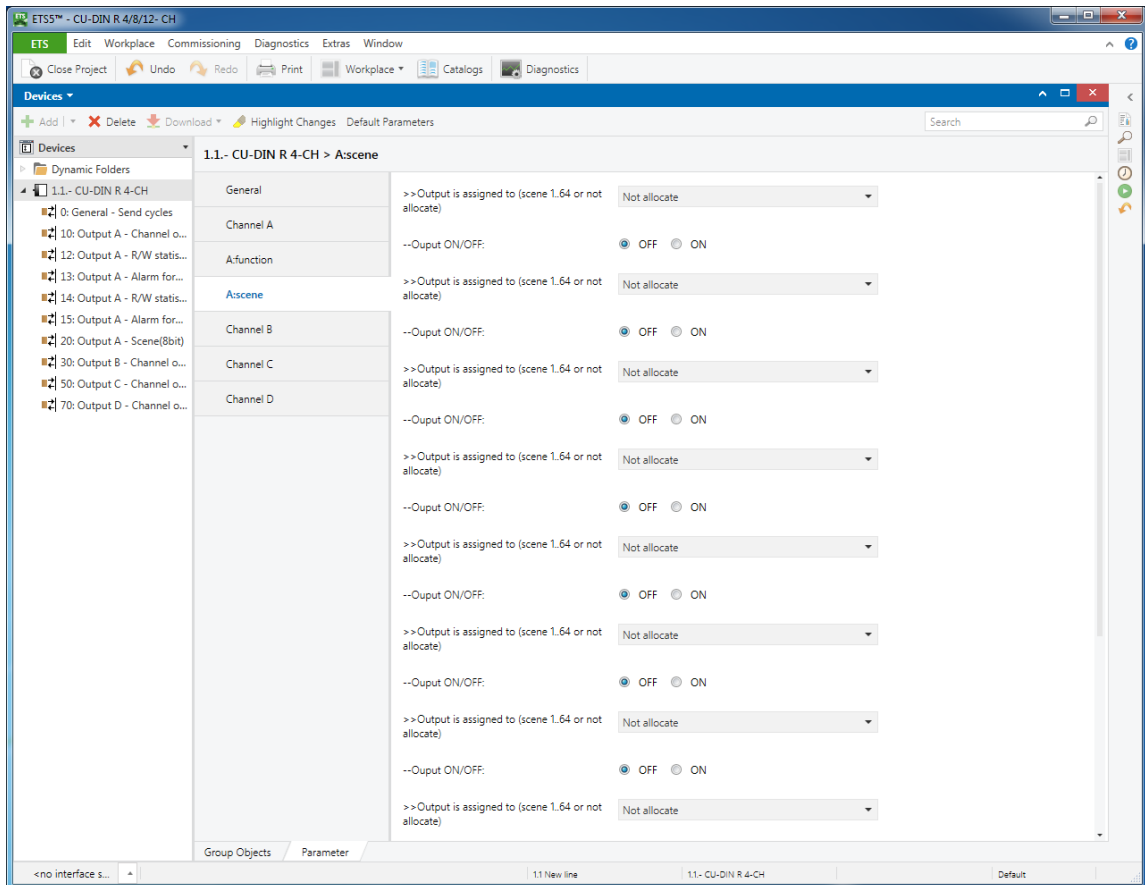 ETS5™ - CU-DIN R 4/8/12- CH
ETS Edit Workplace Commissioning Diagnostics Extras Window
Close Project Undo Redo Print Workplace Catalogs Diagnostics
Devices
Add Delete Download Highlight Changes Default Parameters Search
Devices
Dynamic Folders
1.1.- CU-DIN R 4-CH
0: General - Send cycles
10: Output A - Channel o...
12: Output A - R/W statis...
13: Output A - Alarm for...
14: Output A - R/W statis...
15: Output A - Alarm for...
20: Output A - Scene(8bit)
30: Output B - Channel o...
50: Output C - Channel o...
70: Output D - Channel o...
1.1.- CU-DIN R 4-CH > A:scene
General
Channel A
A:function
A:scene
Channel B
Channel C
Channel D
>>Output is assigned to (scene 1..64 or not
allocate)
Not allocate
--Ouput ON/OFF: OFF ON
>>Output is assigned to (scene 1..64 or not
allocate)
Not allocate
--Ouput ON/OFF: OFF ON
>>Output is assigned to (scene 1..64 or not
allocate)
Not allocate
--Ouput ON/OFF: OFF ON
>>Output is assigned to (scene 1..64 or not
allocate)
Not allocate
--Ouput ON/OFF: OFF ON
>>Output is assigned to (scene 1..64 or not
allocate)
Not allocate
--Ouput ON/OFF: OFF ON
>>Output is assigned to (scene 1..64 or not
allocate)
Not allocate
--Ouput ON/OFF: OFF ON
>>Output is assigned to (scene 1..64 or not
allocate)
Not allocate
--Ouput ON/OFF: OFF ON
>>Output is assigned to (scene 1..64 or not
allocate)
Not allocate
Group Objects Parameter
<no interface s... 1.1 New line 1.1.- CU-DIN R 4-CH Default